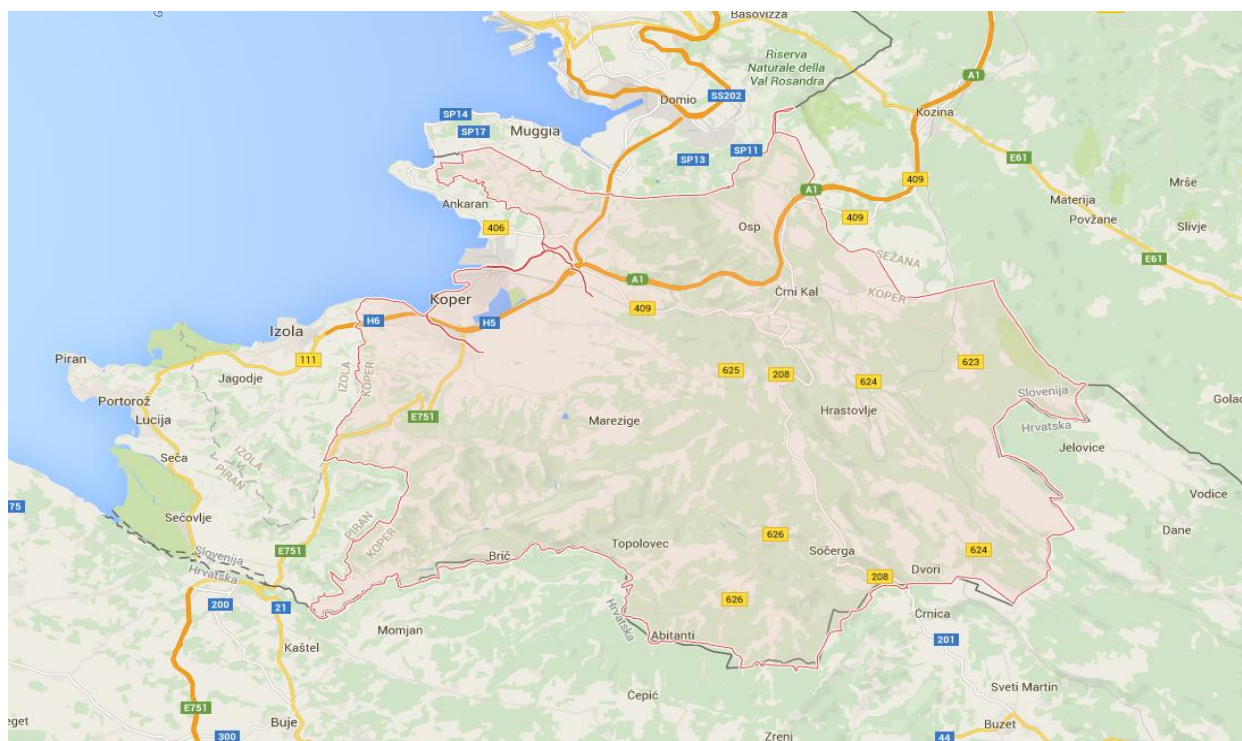 G
Basovizza
Riserva
Naturale della
Val Rosandra
A1
SS202
Domio
Kozina
SP14
SP17
Muggia
SP13
SP11
E61
409
Mrše
Materija
Povžane
Slivje
Ankaran
A1
409
406
Osp
SEŽANA
E61
KOPER
A1
Koper
Črni Kal
409
H6
H5
Izola
111
Piran
Jagodje
IZOLA
KOPER
625
208
624
623
Slovenija
Hrvatska
Golac
Portorož
Lucija
E751
Marezige
Hrastovlje
Jelovice
Seča
IZOLA
PIRAN
Vodice
75
Sečovlje
PIRAN
KOPER
Dane
Slovenija
Hrvatska
E751
Brič
Topolovec
626
Sočerga
624
Dvori
208
200
21
626
Hrvatska
Črnica
Kaštel
Momjan
Abitanti
201
Čepić
Sveti Martin
E751
Buje
Buzet
eget
300
Zrenj
44